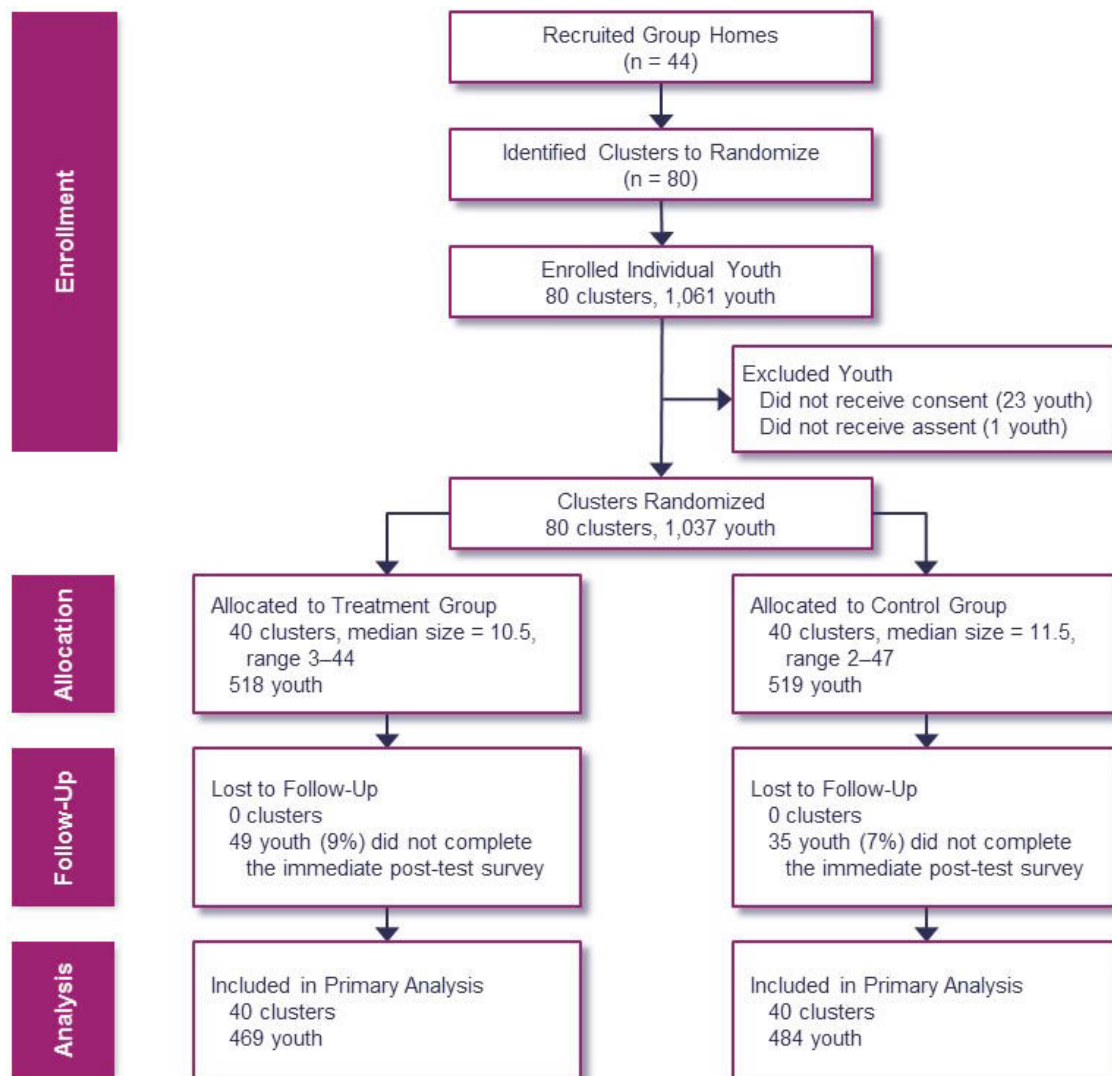 Enrollment
Recruited Group Homes
(n = 44)
Identified Clusters to Randomize
(n = 80)
Enrolled Individual Youth
80 clusters, 1,061 youth
Excluded Youth
Did not receive consent (23 youth)
Did not receive assent (1 youth)
Clusters Randomized
80 clusters, 1,037 youth
Allocation
Allocated to Treatment Group
40 clusters, median size = 10.5,
range 3–44
518 youth
Allocated to Control Group
40 clusters, median size = 11.5,
range 2–47
519 youth
Follow-Up
Lost to Follow-Up
0 clusters
49 youth (9%) did not complete
the immediate post-test survey
Lost to Follow-Up
0 clusters
35 youth (7%) did not complete
the immediate post-test survey
Analysis
Included in Primary Analysis
40 clusters
469 youth
Included in Primary Analysis
40 clusters
484 youth